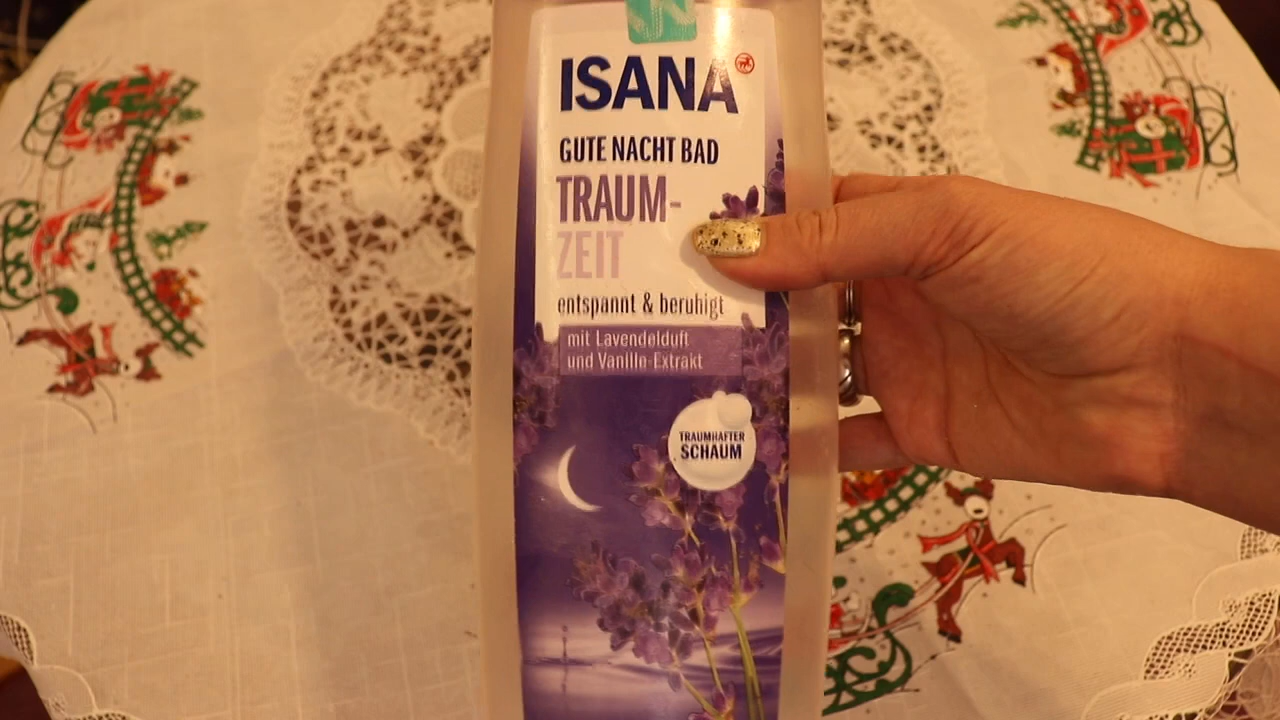 ISANA
GUTE NACHT BAD
TRAUM-
ZEIT
entspannt & beruhigt
mit Lavendelduft
und Vanille-Extrakt
TRAUMHAFTER
SCHAUM